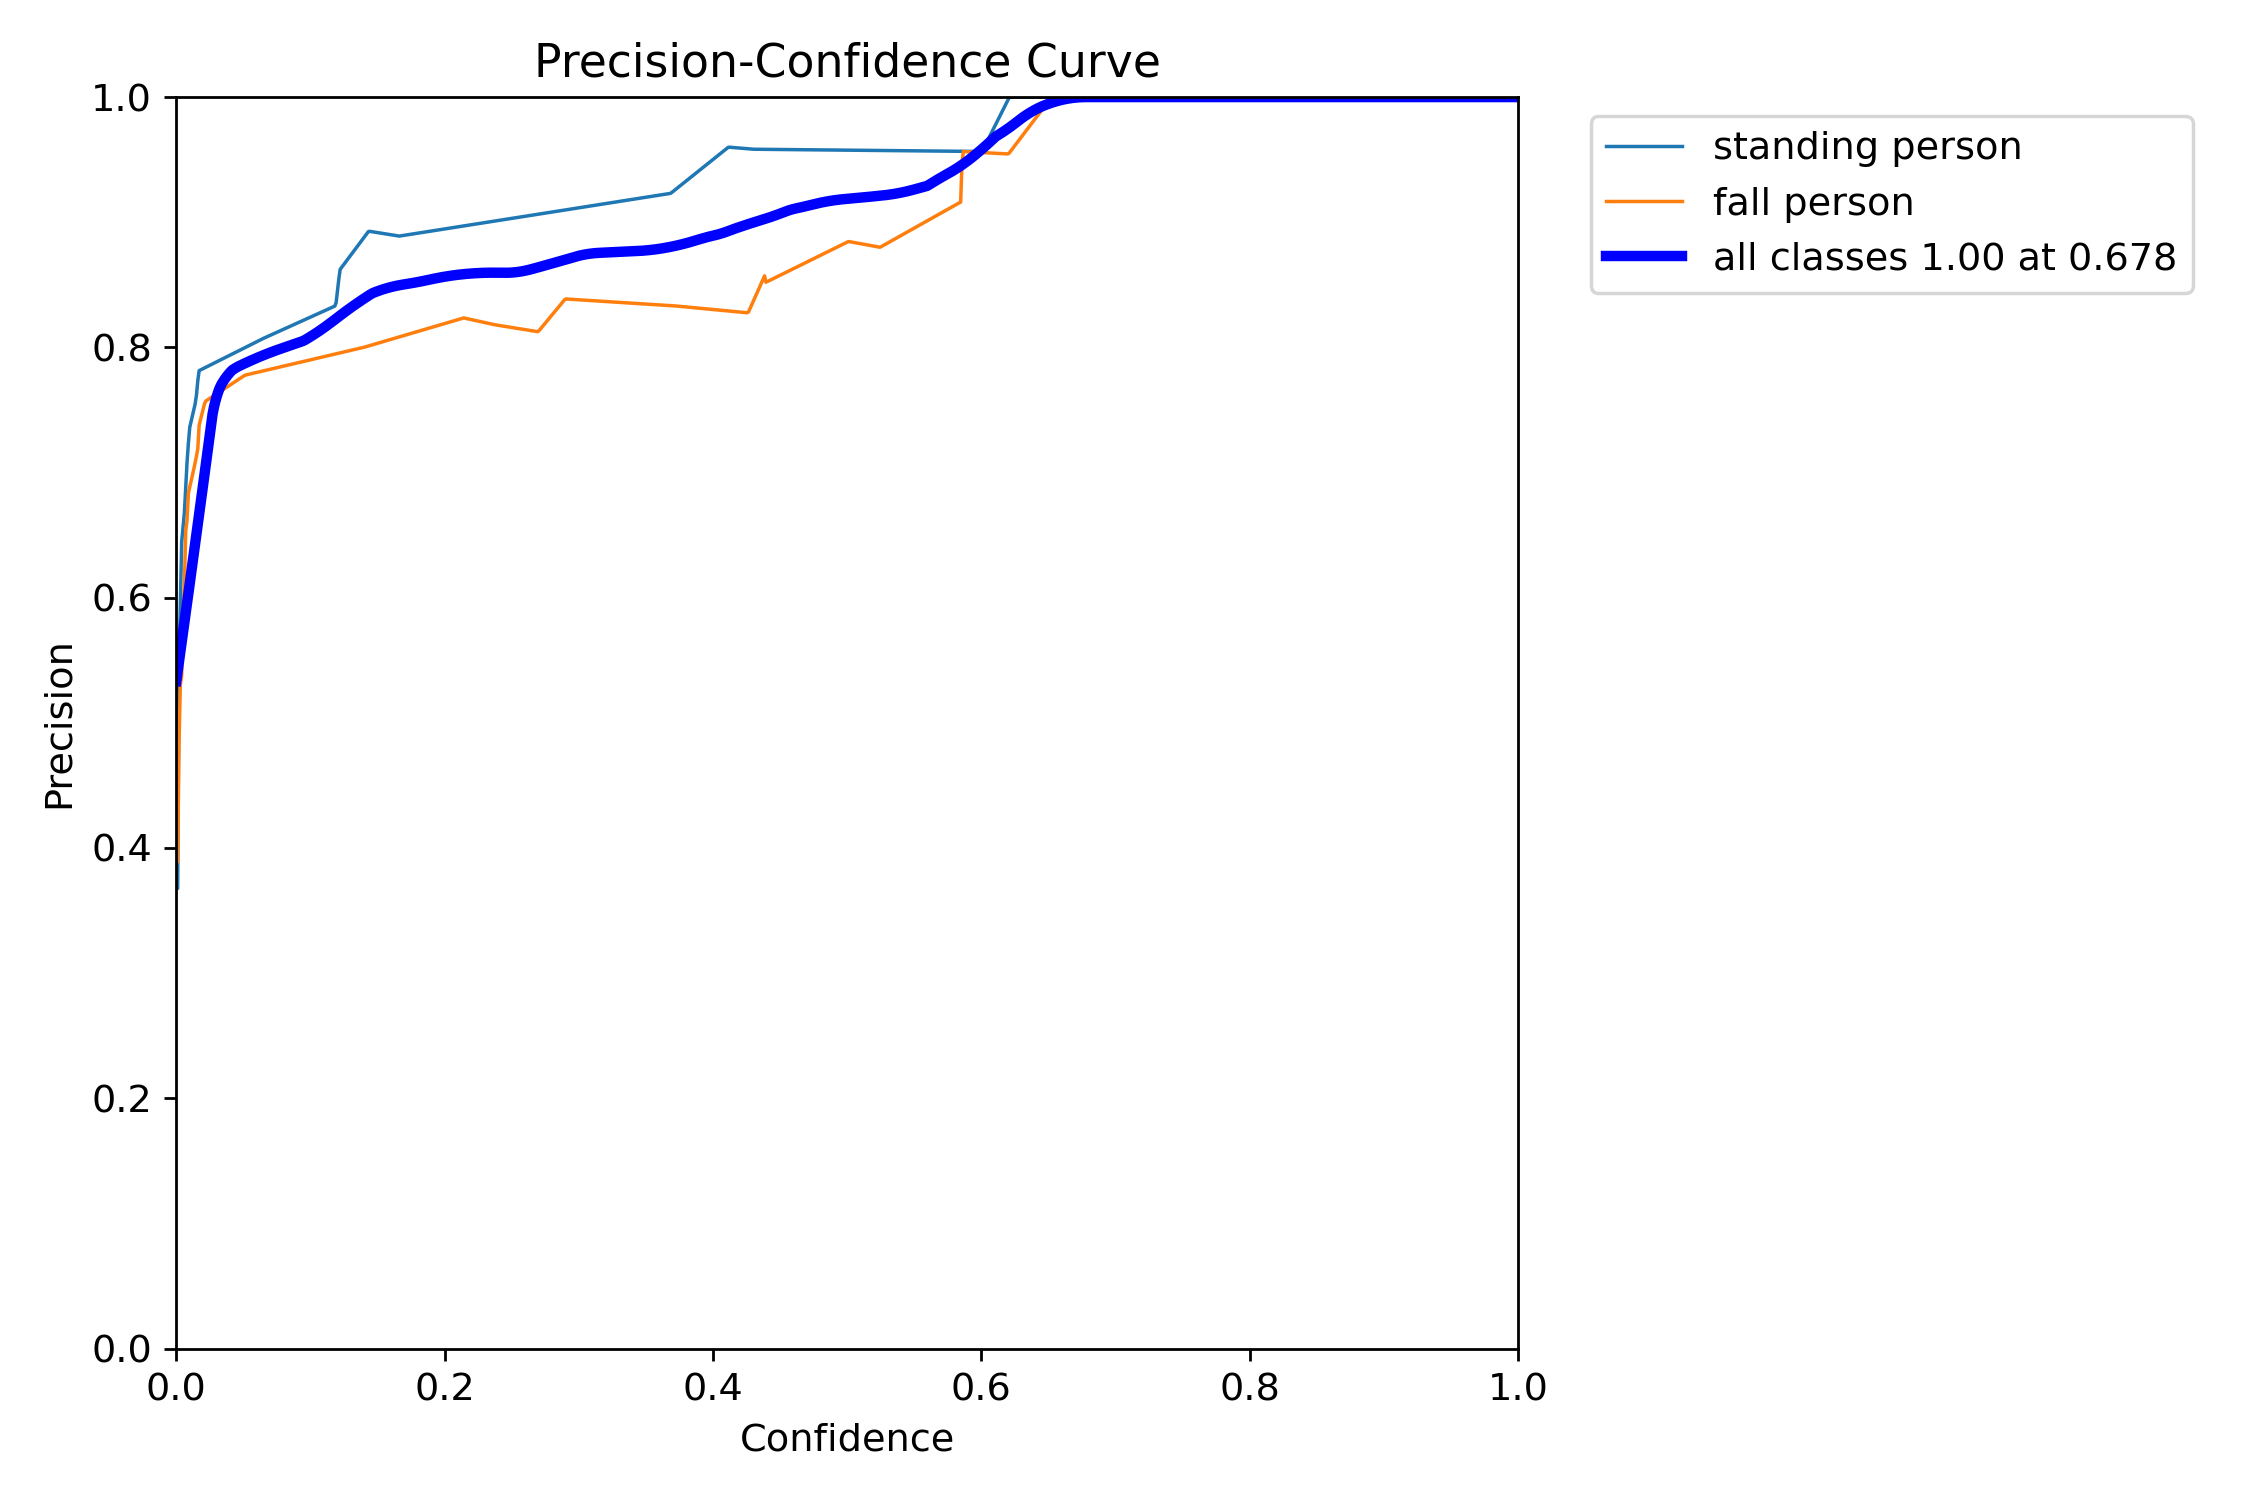 Precision-Confidence Curve
1.0
0.8
0.6
0.4
0.2
0.0
Precision
0.0 0.2 0.4 0.6 0.8 1.0
Confidence
standing person
fall person
all classes 1.00 at 0.678